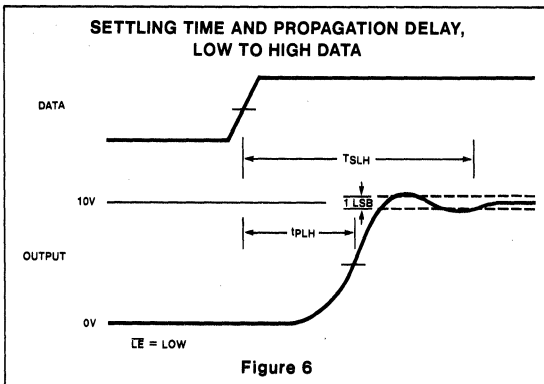 SETTLING TIME AND PROPAGATION DELAY,
LOW TO HIGH DATA
DATA
TSLH
10V
1 LSB
tPLH
OUTPUT
0V
LE = LOW
Figure 6